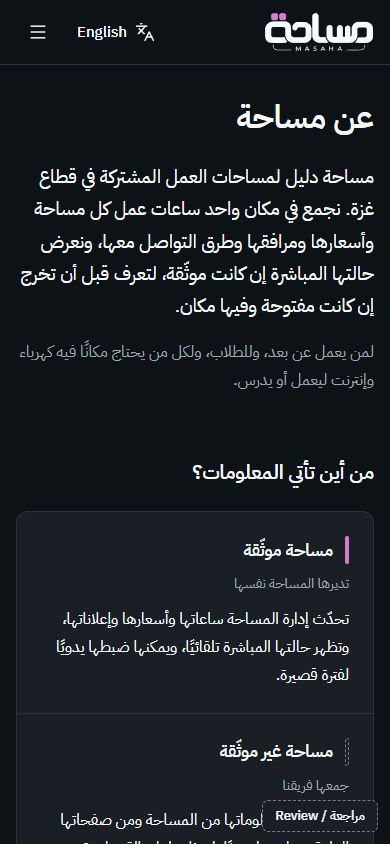 مساحة
MASAHA
English
عن مساحة
مساحة دليل لمساحات العمل المشتركة في قطاع
غزة. نجمع في مكان واحد ساعات عمل كل مساحة
وأسعارها ومرافقها وطرق التواصل معها، ونعرض
حالتها المباشرة إن كانت موثّقة، لتعرف قبل أن تخرج
إن كانت مفتوحة وفيها مكان.
لمن يعمل عن بعد، وللطلاب، ولكل من يحتاج مكانًا فيه كهرباء
وإنترنت ليعمل أو يدرس.
من أين تأتي المعلومات؟
مساحة موثّقة
تديرها المساحة نفسها
تحدّث إدارة المساحة ساعاتها وأسعارها وإعلاناتها،
وتظهر حالتها المباشرة تلقائيًا، ويمكنها ضبطها يدويًا
لفترة قصيرة.
مساحة غير موثّقة
جمعها فريقنا
من المساحة ومن صفحاتها
مراجعة / Review